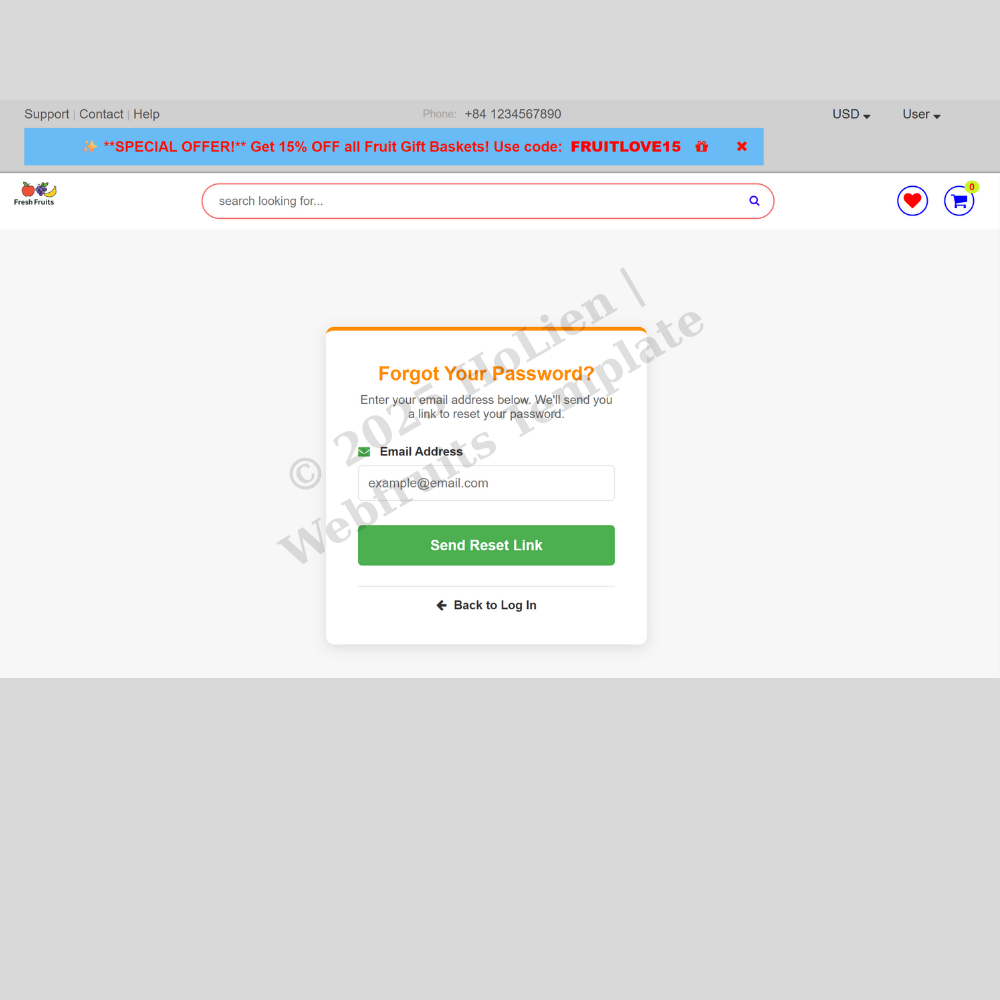 Support | Contact | Help
Phone: +84 1234567890
USD
User
✨ **SPECIAL OFFER!** Get 15% OFF all Fruit Gift Baskets! Use code: FRUITLOVE15
Fresh Fruits
search looking for...
0
Forgot Your Password?
Enter your email address below. We'll send you
a link to reset your password.
Email Address
example@email.com
Send Reset Link
Back to Log In
© 2025 HoLien |
Webfruits Template